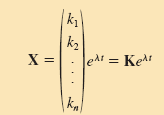 X = (k₁ k₂ . . . kₙ) e^{λt} = Ke^{λt}